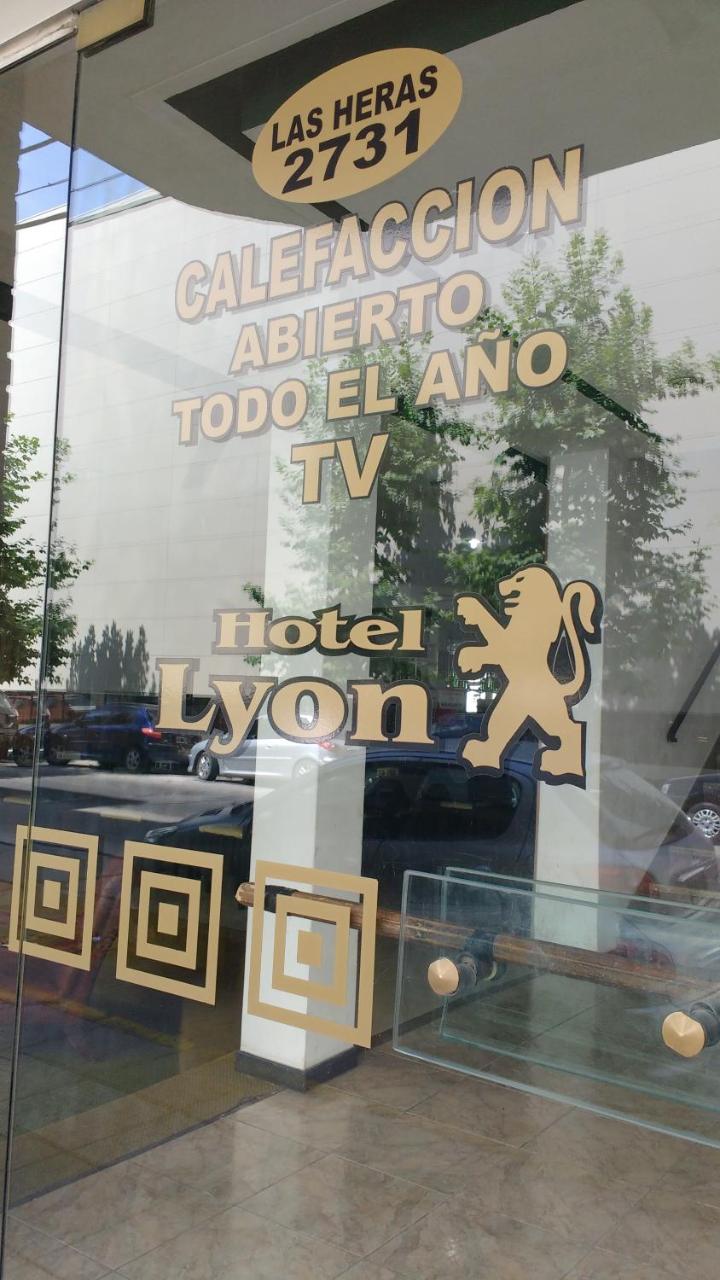 LAS HERAS
2731
CALEFACCION
ABIERTO
TODO EL AÑO
TV
Hotel
Lyon